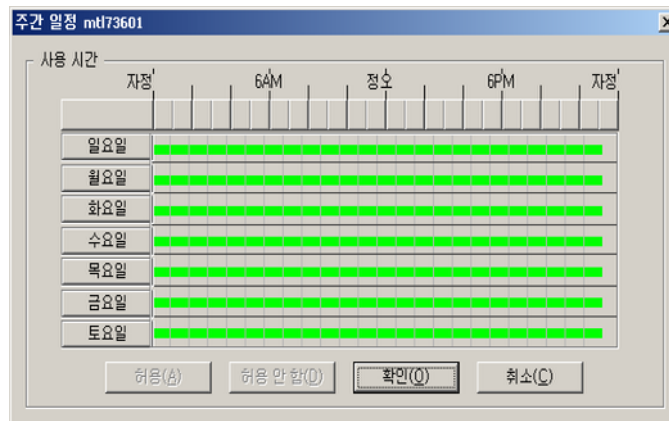 주간 일정 mtl73601
사용 시간
자정 6AM 정오 6PM 자정
일요일
월요일
화요일
수요일
목요일
금요일
토요일
허용(A) 허용 안 함(D) 확인(O) 취소(C)